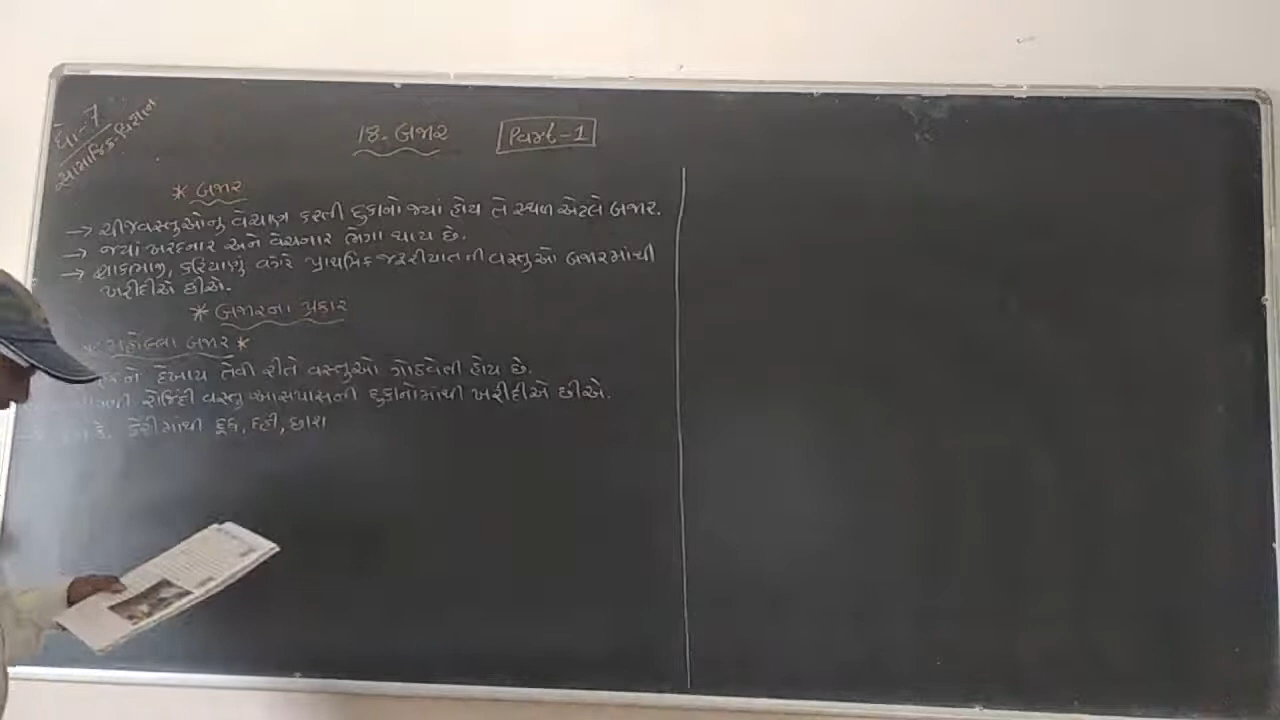 ધો-7
સામાજિક-વિજ્ઞાન
18. બજાર Part-1
* બજાર
→ ચીજવસ્તુઓનું વેચાણ કરતી દુકાનો જ્યાં હોય તે સ્થળ એટલે બજાર.
→ જ્યાં ખરીદનાર અને વેચનાર ભેગા થાય છે.
→ શાકભાજી, કરિયાણું વગેરે પ્રાથમિક જરૂરીયાતની વસ્તુઓ બજારમાંથી
ખરીદીએ છીએ.
* બજારના પ્રકાર
મહોલ્લા બજાર *
દેખાય તેવી રીતે વસ્તુઓ ગોઠવેલી હોય છે.
રોજિંદી વસ્તુ આસપાસની દુકાનોમાંથી ખરીદીએ છીએ.
દૂધ, દહીં, છાશ